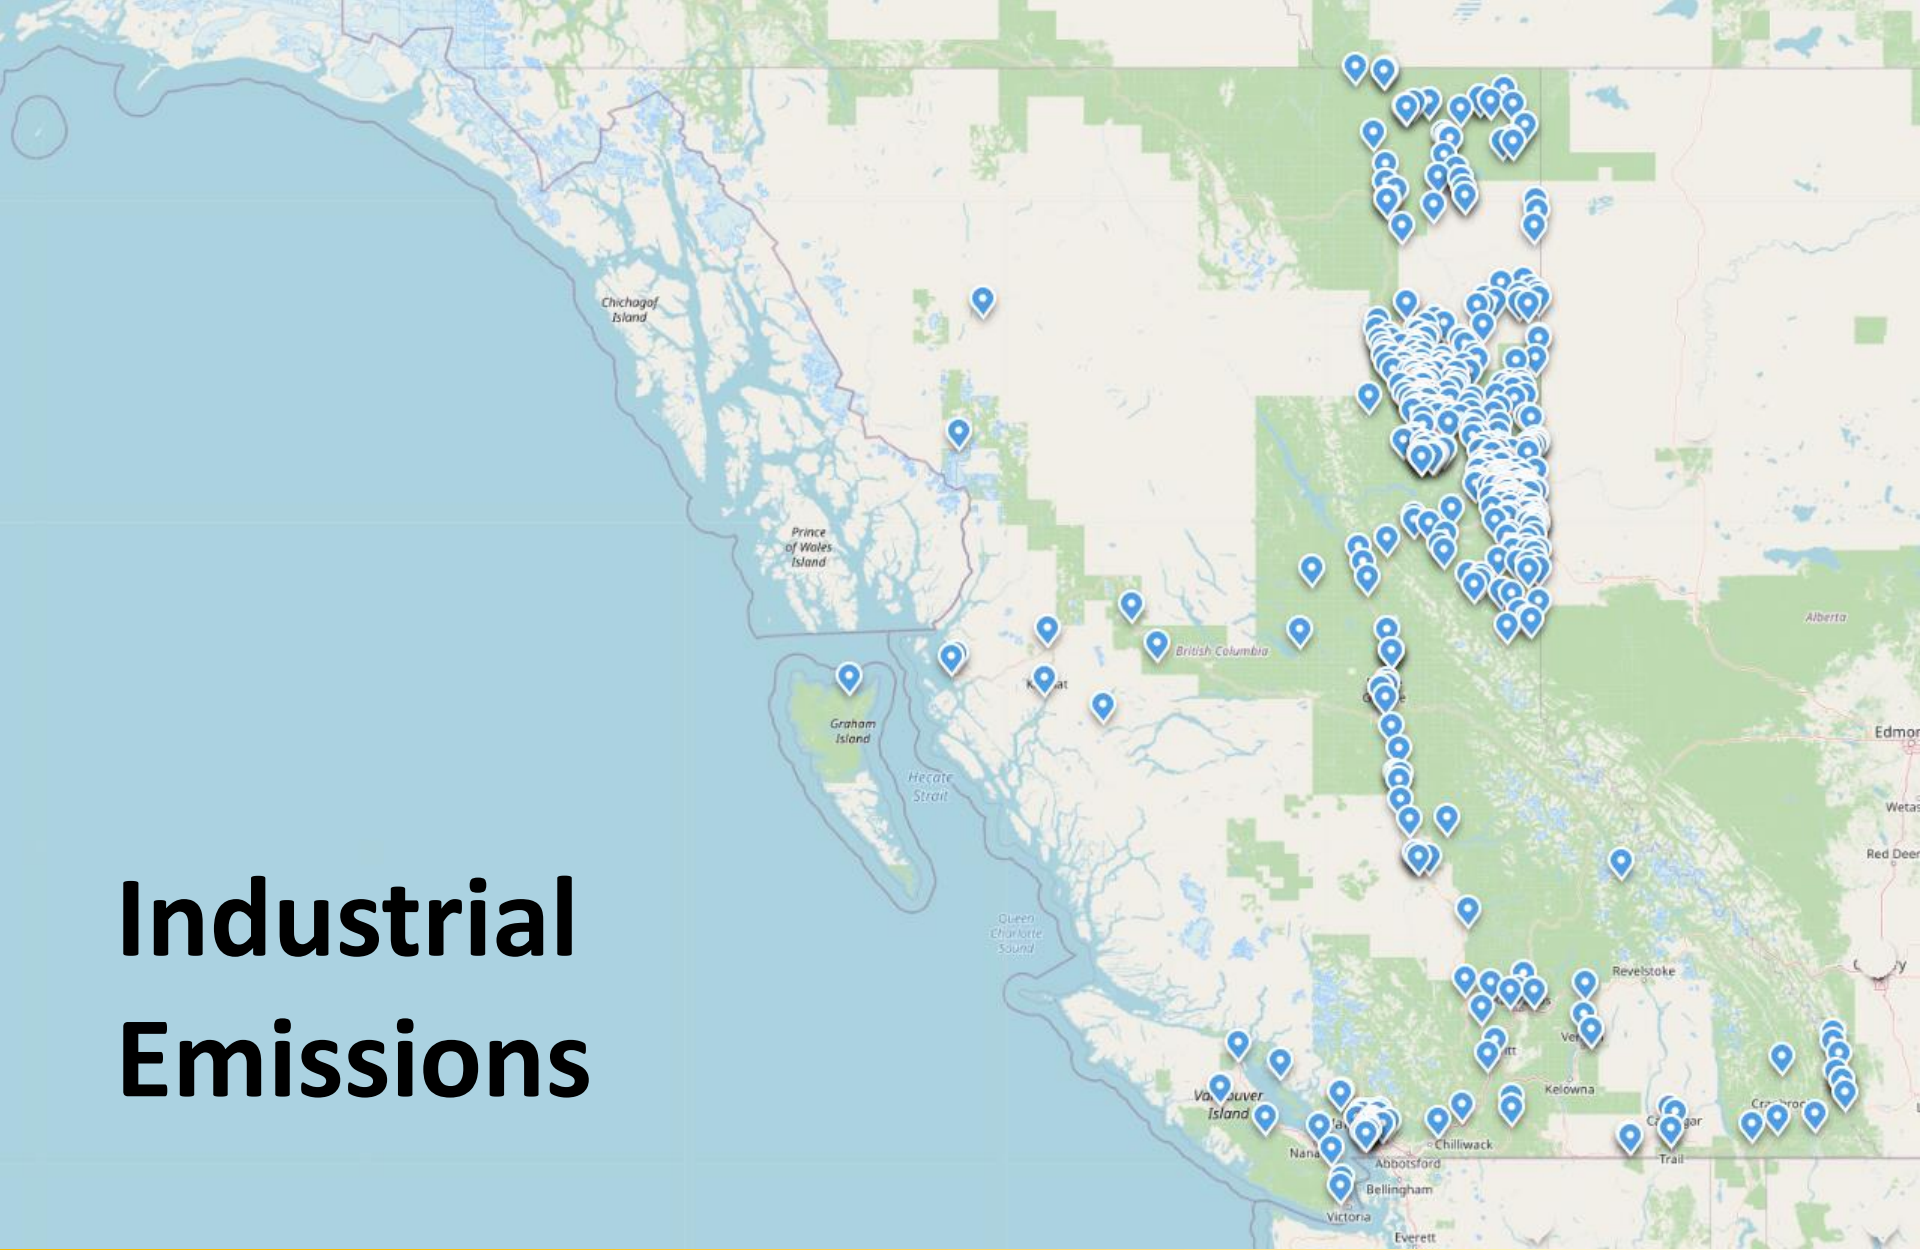 Chichagof
Island
Prince
of Wales
Island
British Columbia
Alberta
Graham
Island
Edmon
Hecate
Strait
Wetas
Red Deer
Industrial
Queen
Charlotte
Sound
Revelstoke
Emissions
Kelowna
Island
Chilliwack
Abbotsford
Trail
Bellingham
Victoria
Everett